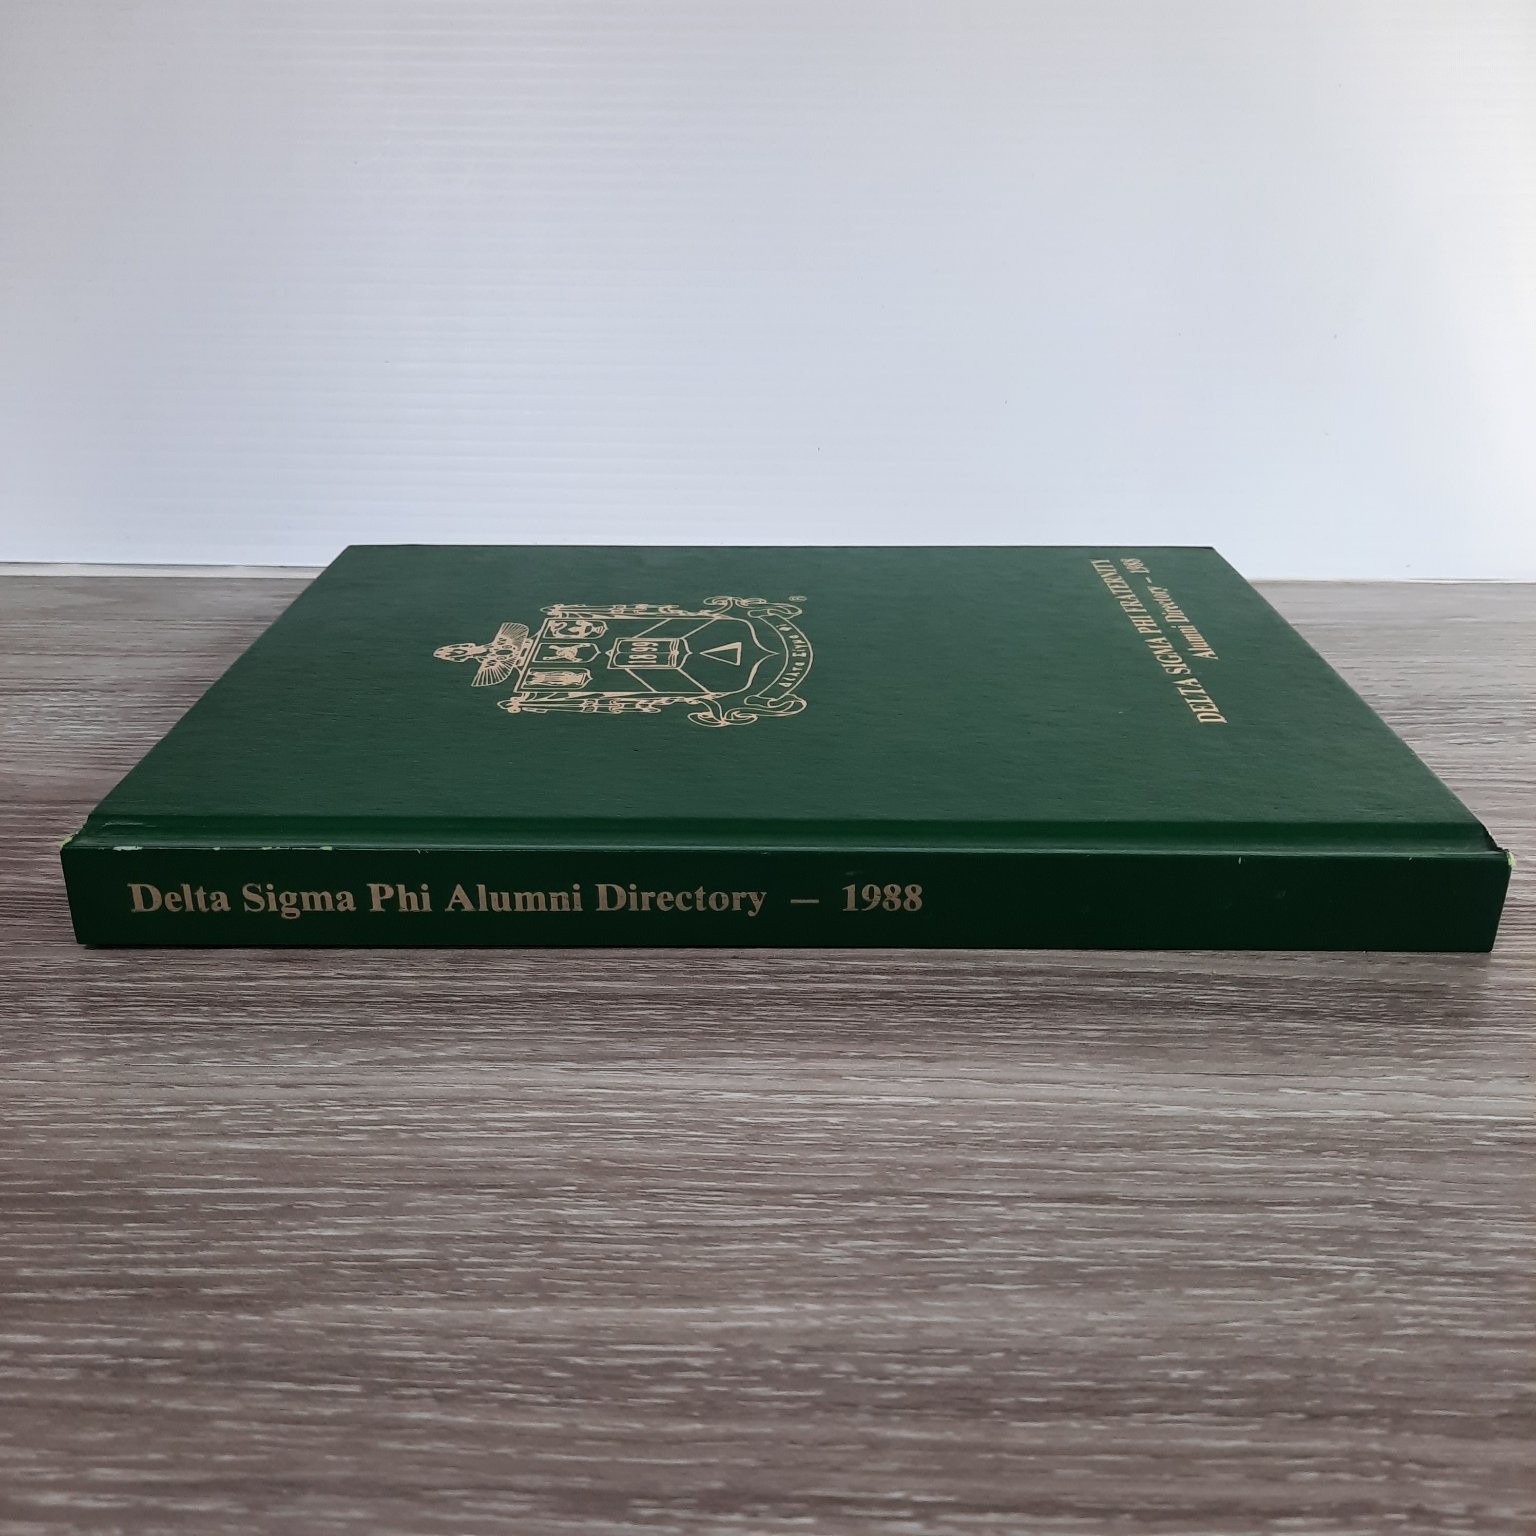 DELTA SIGMA PHI FRATERNITY
Alumni Directory – 1988
1899
®
Delta Sigma Phi Alumni Directory – 1988